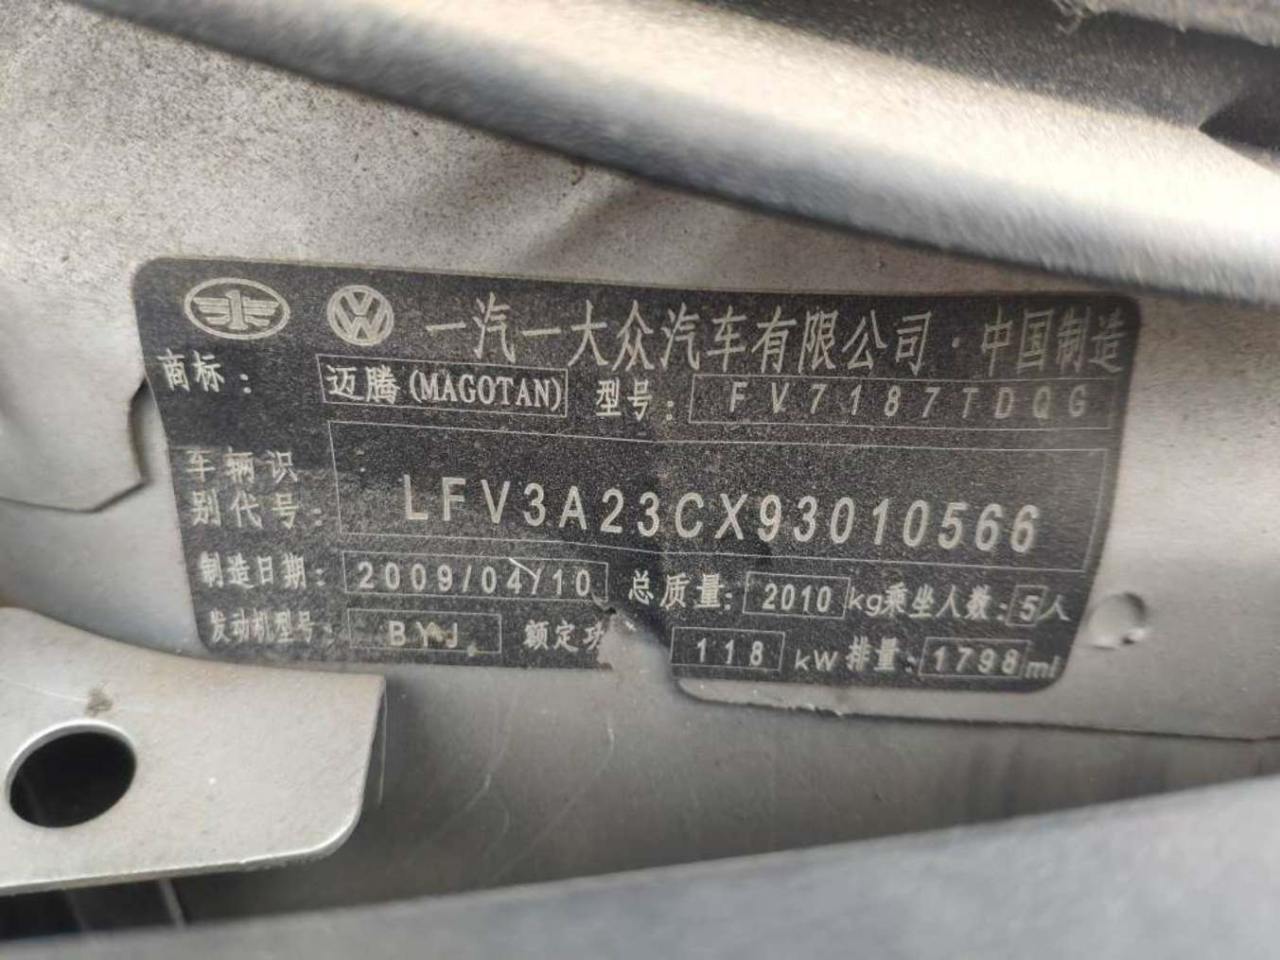 一汽一大众汽车有限公司·中国制造
商标: 迈腾(MAGOTAN) 型号: FV7187TDQG
车辆识
别代号: LFV3A23CX93010566
制造日期: 2009/04/10 总质量: 2010 kg 乘坐人数: 5 人
发动机型号: BYJ 额定功 118 kW 排量: 1798 ml